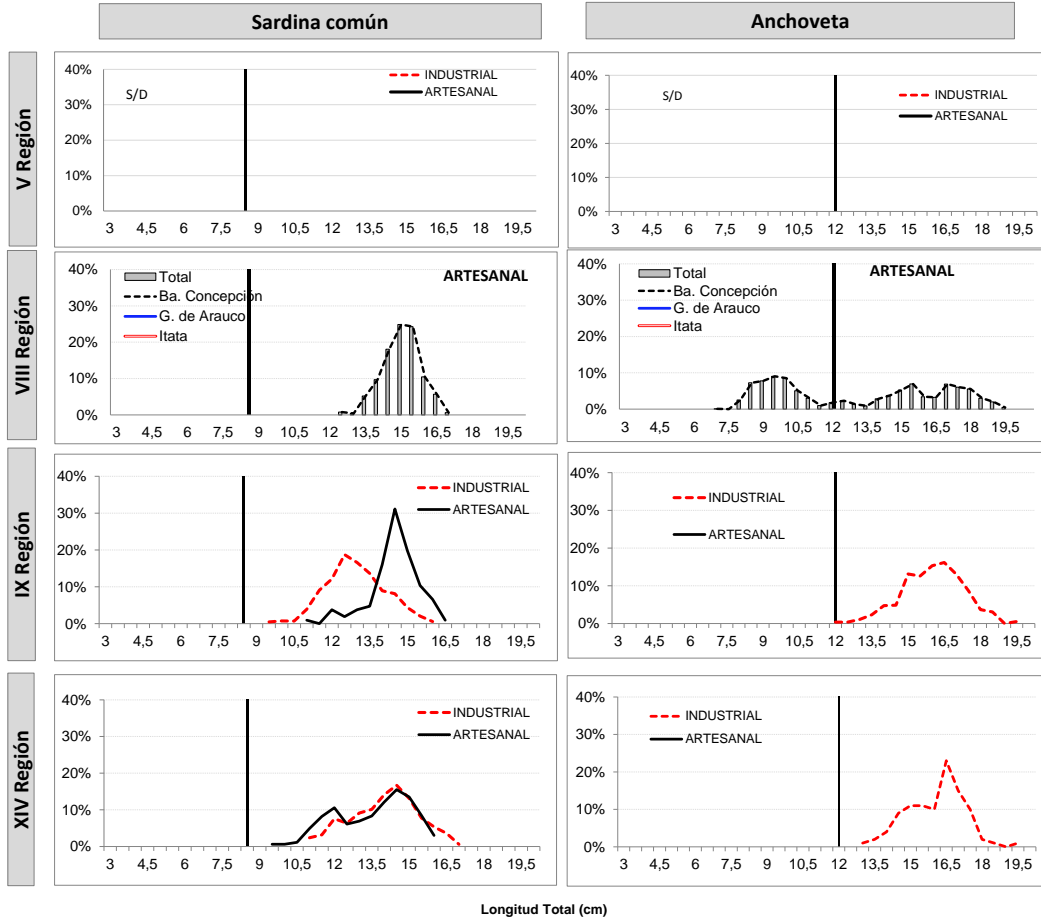 Sardina común
Anchoveta
V Región
40%
30%
20%
10%
0%
S/D
INDUSTRIAL
ARTESANAL
3 4,5 6 7,5 9 10,5 12 13,5 15 16,5 18 19,5
40%
30%
20%
10%
0%
S/D
INDUSTRIAL
ARTESANAL
3 4,5 6 7,5 9 10,5 12 13,5 15 16,5 18 19,5
VIII Región
40%
30%
20%
10%
0%
Total
Ba. Concepción
G. de Arauco
Itata
ARTESANAL
3 4,5 6 7,5 9 10,5 12 13,5 15 16,5 18 19,5
40%
30%
20%
10%
0%
Total
Ba. Concepción
G. de Arauco
Itata
ARTESANAL
3 4,5 6 7,5 9 10,5 12 13,5 15 16,5 18 19,5
IX Región
40%
30%
20%
10%
0%
INDUSTRIAL
ARTESANAL
3 4,5 6 7,5 9 10,5 12 13,5 15 16,5 18 19,5
40%
30%
20%
10%
0%
INDUSTRIAL
ARTESANAL
3 4,5 6 7,5 9 10,5 12 13,5 15 16,5 18 19,5
XIV Región
40%
30%
20%
10%
0%
INDUSTRIAL
ARTESANAL
3 4,5 6 7,5 9 10,5 12 13,5 15 16,5 18 19,5
40%
30%
20%
10%
0%
INDUSTRIAL
ARTESANAL
3 4,5 6 7,5 9 10,5 12 13,5 15 16,5 18 19,5
Longitud Total (cm)